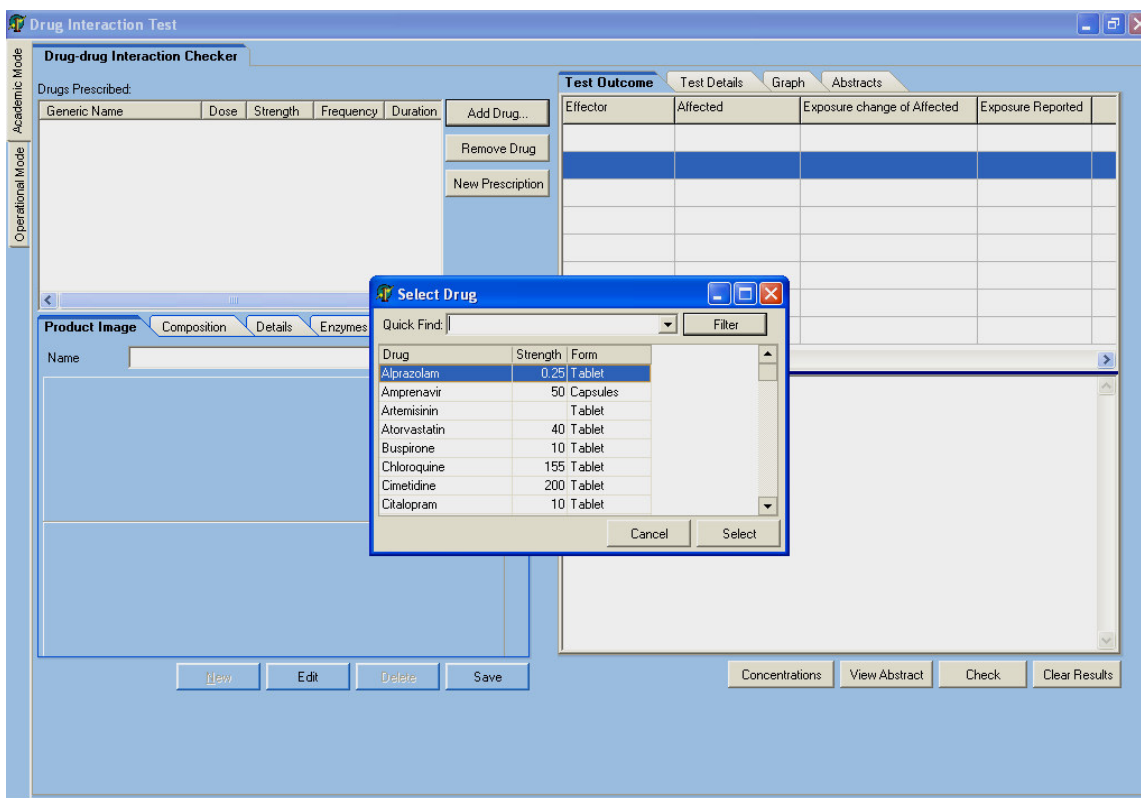 Drug Interaction Test
Academic Mode
Operational Mode
Drug-drug Interaction Checker
Drugs Prescribed:
Generic Name Dose Strength Frequency Duration
Add Drug...
Remove Drug
New Prescription
Test Outcome Test Details Graph Abstracts
Effector Affected Exposure change of Affected Exposure Reported
Product Image Composition Details Enzymes
Name
Select Drug
Quick Find: Filter
Drug Strength Form
Alprazolam 0.25 Tablet
Amprenavir 50 Capsules
Artemisinin Tablet
Atorvastatin 40 Tablet
Buspirone 10 Tablet
Chloroquine 155 Tablet
Cimetidine 200 Tablet
Citalopram 10 Tablet
Cancel Select
New Edit Delete Save
Concentrations View Abstract Check Clear Results